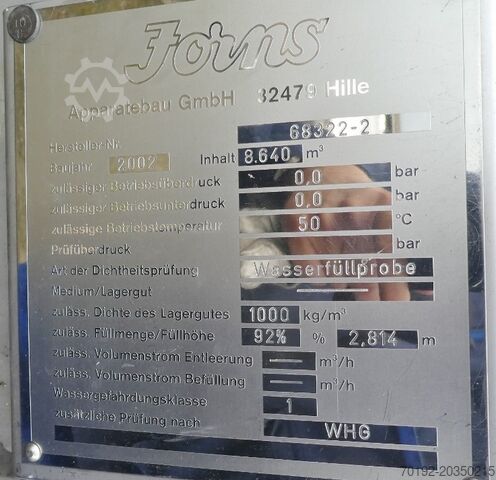 Jorns
Apparatebau GmbH 32479 Hille
Hersteller Nr. 68322-2
Baujahr 2002 Inhalt 8.640 m³
zulässiger Betriebsüberdruck 0,0 bar
zulässiger Betriebsunterdruck 0,0 bar
zulässige Betriebstemperatur 50 °C
Prüfüberdruck bar
Art der Dichtheitsprüfung Wasserfüllprobe
Medium/Lagergut —
zuläss. Dichte des Lagergutes 1000 kg/m³
zuläss. Füllmenge/Füllhöhe 92% % 2,814 m
zuläss. Volumenstrom Entleerung — m³/h
zuläss. Volumenstrom Befüllung — m³/h
Wassergefährdungsklasse 1
zusätzliche Prüfung nach WHG
70192-20350215